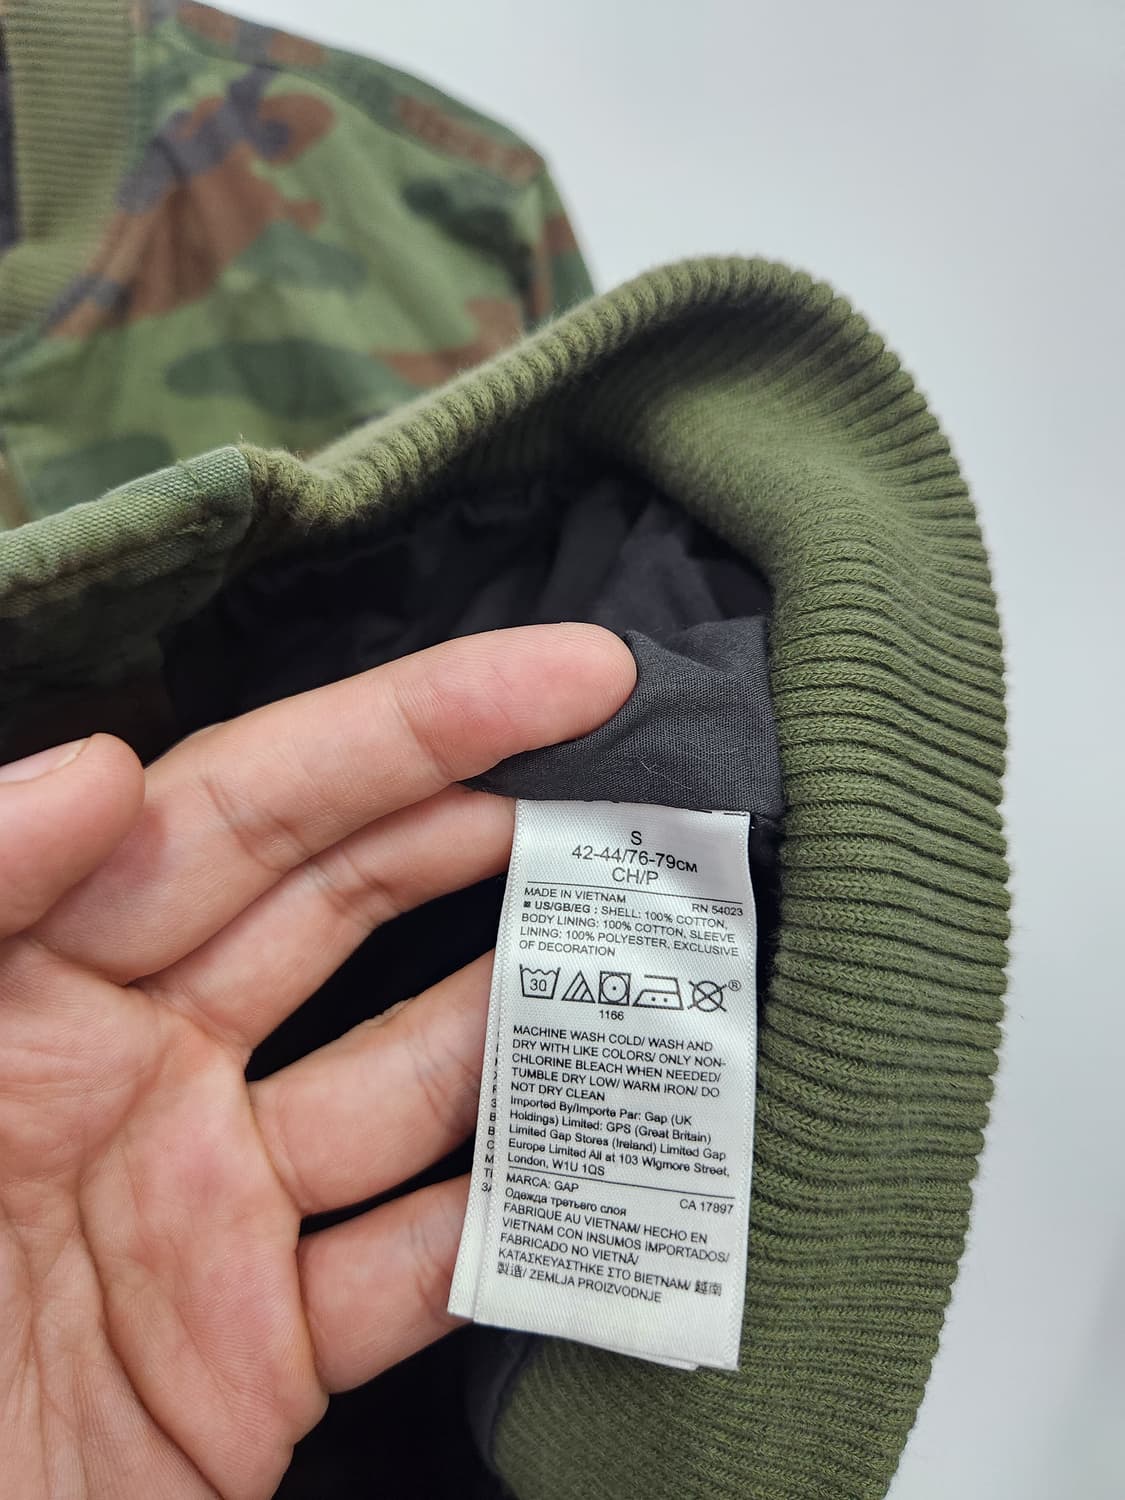 S
42-44/76-79см
CH/P
MADE IN VIETNAM
RN 54023
US/GB/EG : SHELL: 100% COTTON,
BODY LINING: 100% COTTON, SLEEVE
LINING: 100% POLYESTER, EXCLUSIVE
OF DECORATION
30
®
1166
MACHINE WASH COLD/ WASH AND
DRY WITH LIKE COLORS/ ONLY NON-
CHLORINE BLEACH WHEN NEEDED/
TUMBLE DRY LOW/ WARM IRON/ DO
NOT DRY CLEAN
Imported By/Importe Par: Gap (UK
Holdings) Limited: GPS (Great Britain)
Limited Gap Stores (Ireland) Limited Gap
Europe Limited All at 103 Wigmore Street,
London, W1U 1QS
MARCA: GAP
CA 17897
Одежда третьего слоя
FABRIQUE AU VIETNAM/ HECHO EN
VIETNAM CON INSUMOS IMPORTADOS/
FABRICADO NO VIETNÃ/
ΚΑΤΑΣΚΕΥΑΣΤΗΚΕ ΣΤΟ ΒΙΕΤΝΑΜ/ 越南
製造/ ZEMLJA PROIZVODNJE